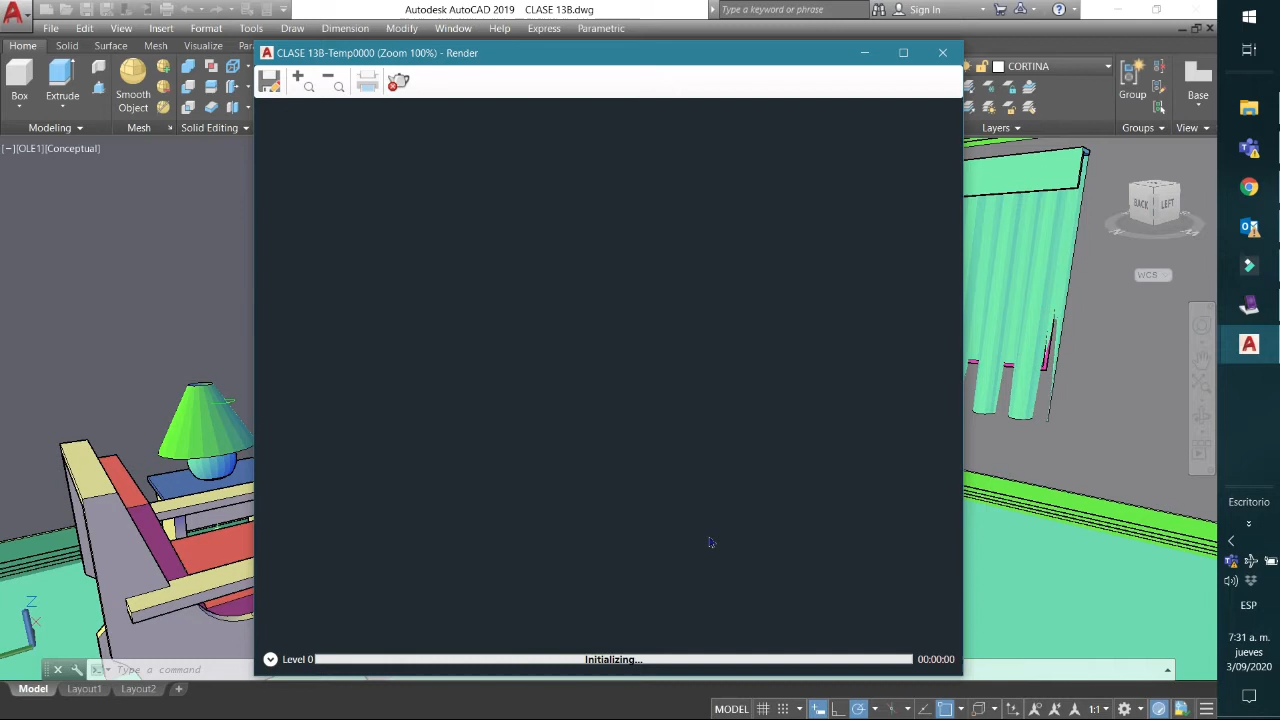 Autodesk AutoCAD 2019 CLASE 13B.dwg
Type a keyword or phrase
Sign In
File Edit View Insert Format Tools Draw Dimension Modify Window Help Express Parametric
Home Solid Surface Mesh Visualize
CLASE 13B-Temp0000 (Zoom 100%) - Render
CORTINA
Box
Extrude
Smooth
Object
Group
Base
Modeling
Mesh
Solid Editing
Layers
Groups
View
[−][OLE1][Conceptual]
BACK
LEFT
WCS
Escritorio
Z
X
ESP
7:31 a. m.
jueves
3/09/2020
Level 0
Initializing...
00:00:00
Type a command
Model Layout1 Layout2 +
MODEL
1:1